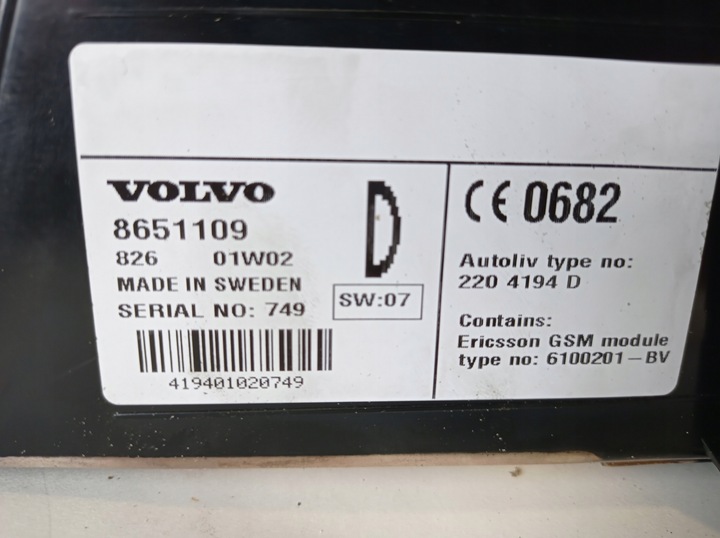 VOLVO
8651109
826 01W02
MADE IN SWEDEN
SERIAL NO: 749
419401020749
D
SW:07
CE 0682
Autoliv type no:
220 4194 D
Contains:
Ericsson GSM module
type no: 6100201-BV